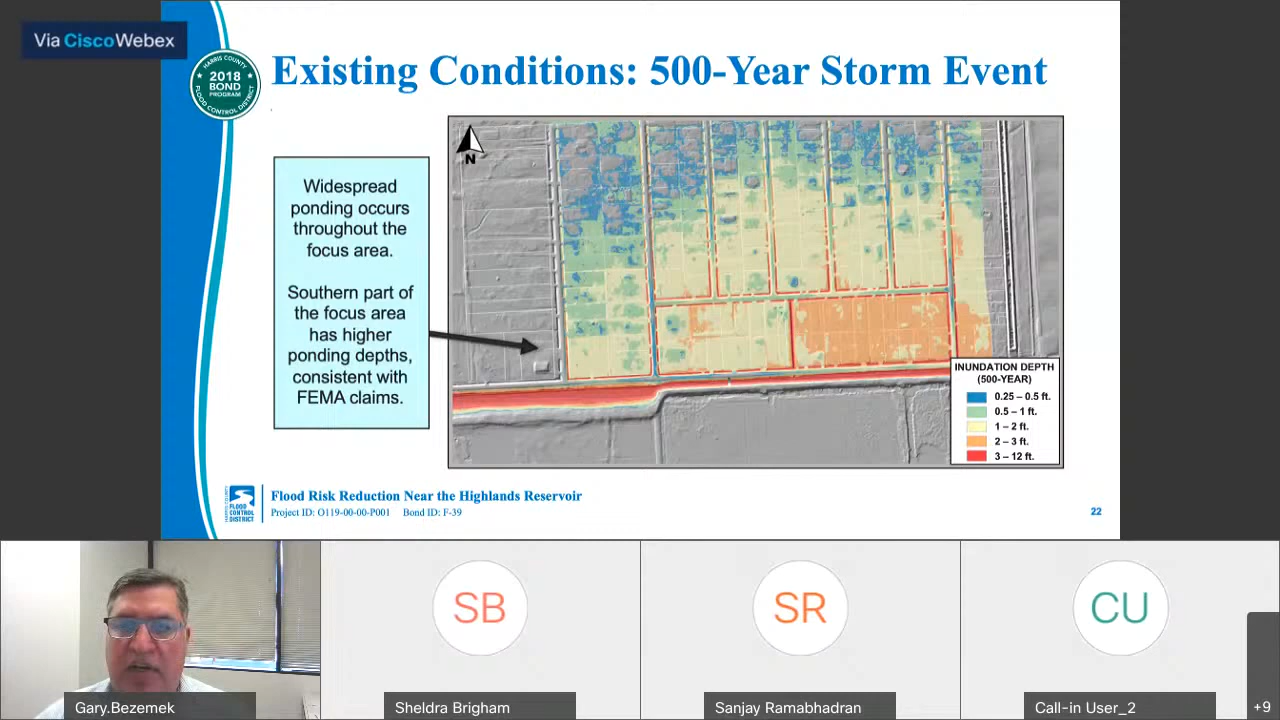 Via Cisco Webex
HARRIS COUNTY
2018
BOND
PROGRAM
FLOOD CONTROL DISTRICT
Existing Conditions: 500-Year Storm Event
Widespread
ponding occurs
throughout the
focus area.
Southern part of
the focus area
has higher
ponding depths,
consistent with
FEMA claims.
N
INUNDATION DEPTH
(500-YEAR)
0.25 – 0.5 ft.
0.5 – 1 ft.
1 – 2 ft.
2 – 3 ft.
3 – 12 ft.
HARRIS COUNTY
FLOOD
CONTROL
DISTRICT
Flood Risk Reduction Near the Highlands Reservoir
Project ID: O119-00-00-P001 Bond ID: F-39
22
SB
SR
CU
Gary.Bezemek
Sheldra Brigham
Sanjay Ramabhadran
Call-in User_2
+9